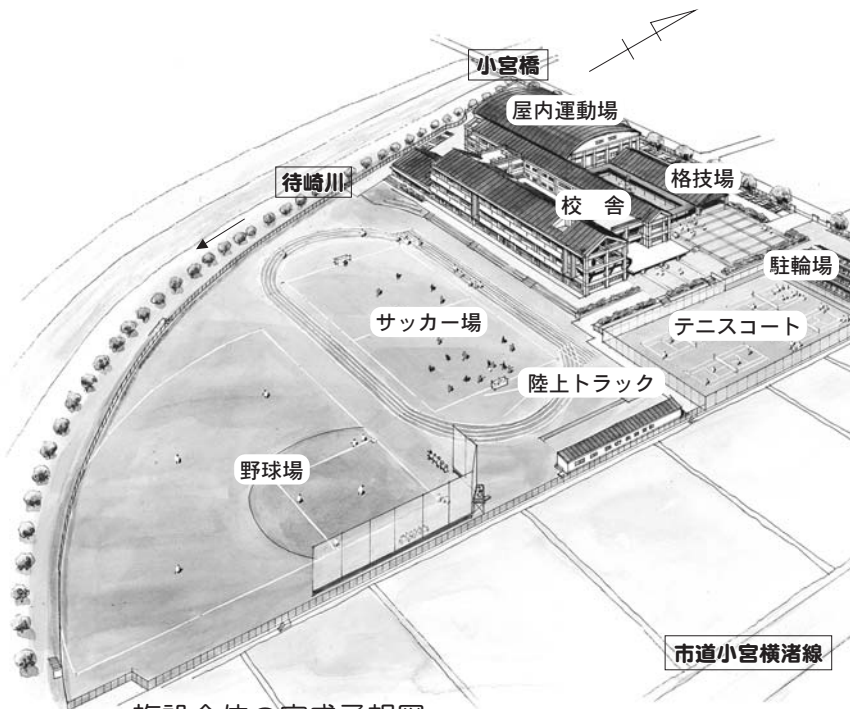 小宮橋
屋内運動場
待崎川
格技場
校 舎
駐輪場
サッカー場
テニスコート
陸上トラック
野球場
市道小宮横渚線